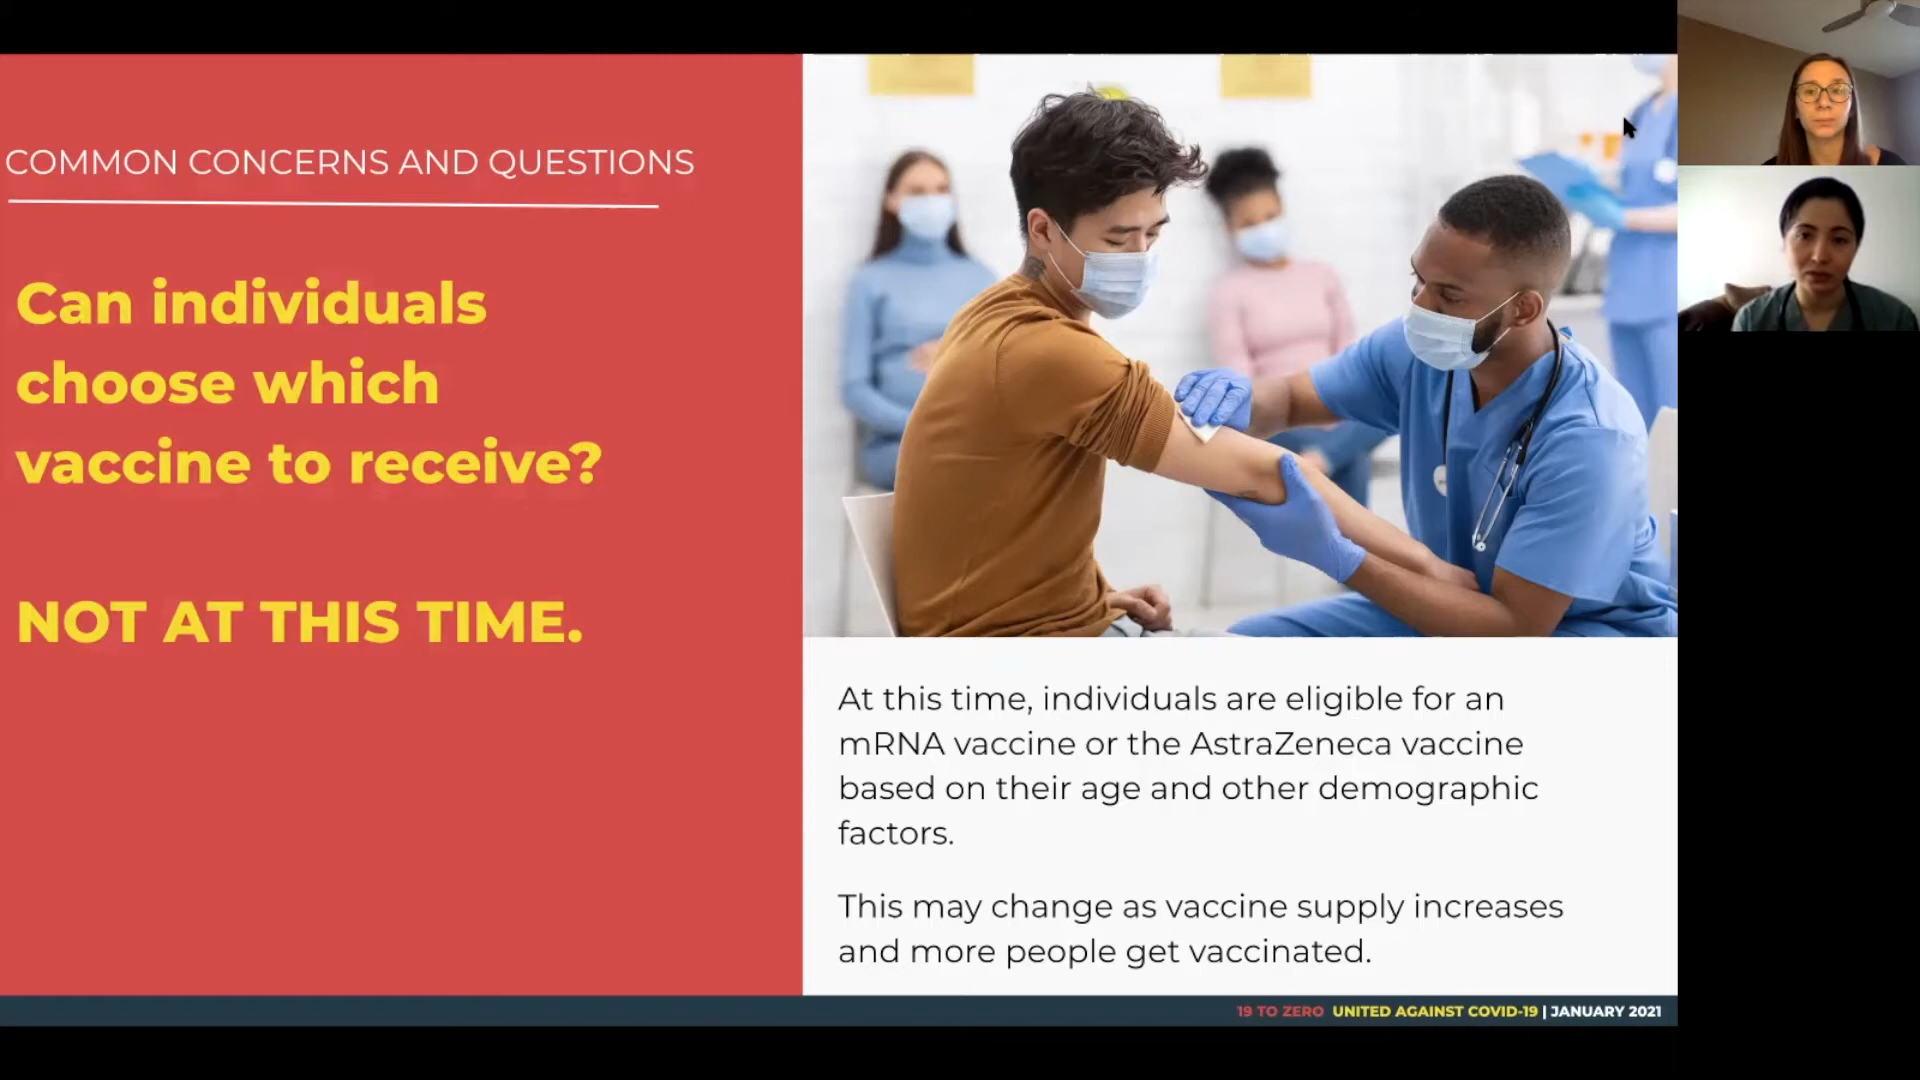 COMMON CONCERNS AND QUESTIONS
Can individuals
choose which
vaccine to receive?
NOT AT THIS TIME.
At this time, individuals are eligible for an
mRNA vaccine or the AstraZeneca vaccine
based on their age and other demographic
factors.
This may change as vaccine supply increases
and more people get vaccinated.
19 TO ZERO UNITED AGAINST COVID-19 | JANUARY 2021